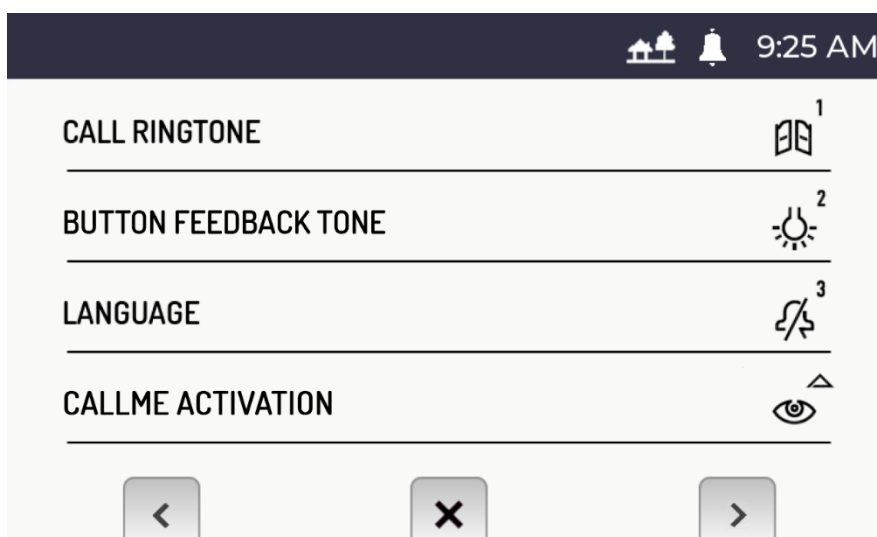 9:25 AM
CALL RINGTONE 1
BUTTON FEEDBACK TONE 2
LANGUAGE 3
CALLME ACTIVATION